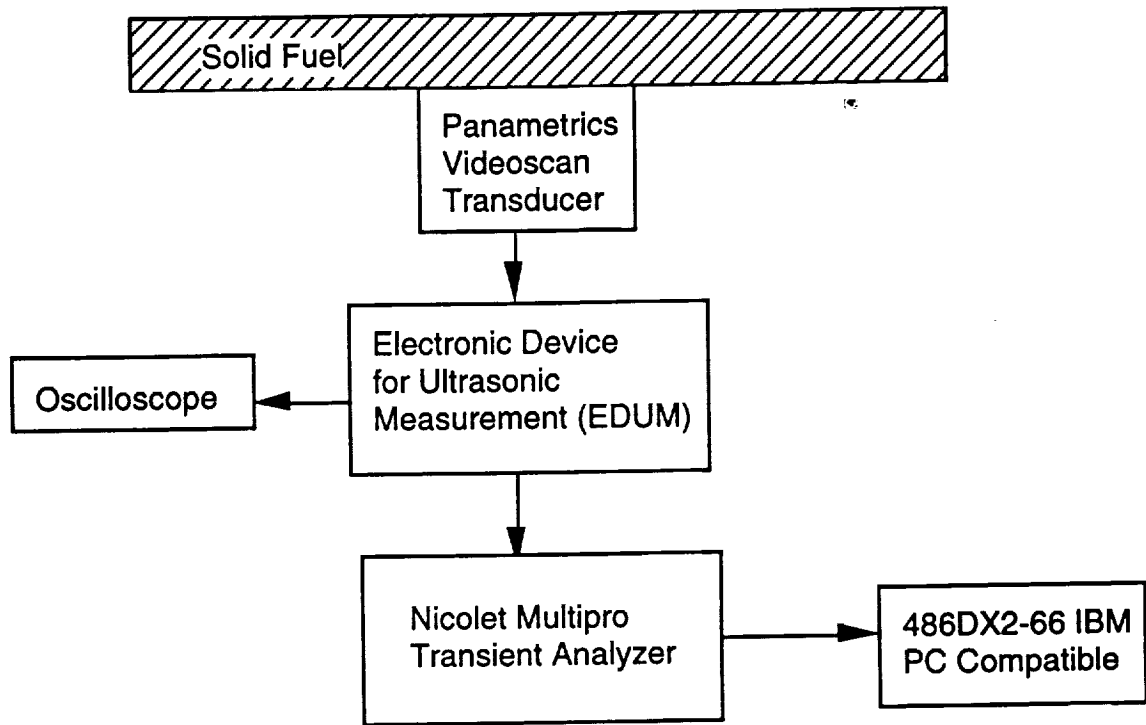 Solid Fuel
Panametrics
Videoscan
Transducer
Electronic Device
for Ultrasonic
Measurement (EDUM)
Oscilloscope
Nicolet Multipro
Transient Analyzer
486DX2-66 IBM
PC Compatible